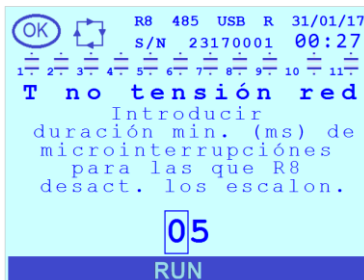 OK R8 485 USB R 31/01/17
S/N 23170001 00:27
1 2 3 4 5 6 7 8 9 10 11
T no tensión red
Introducir
duración min. (ms) de
microinterrupciónes
para las que R8
desact. los escalon.
05
RUN